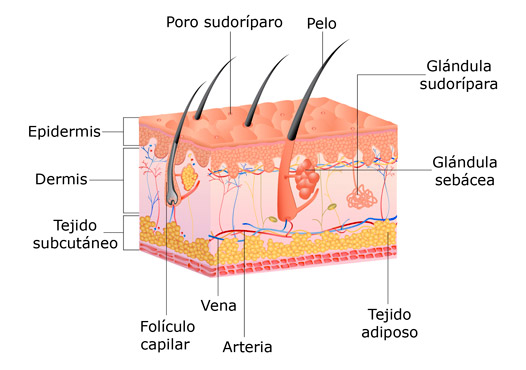 Poro sudoríparo
Pelo
Glándula
sudorípara
Epidermis
Glándula
sebácea
Dermis
Tejido
subcutáneo
Vena
Tejido
adiposo
Folículo
capilar
Arteria